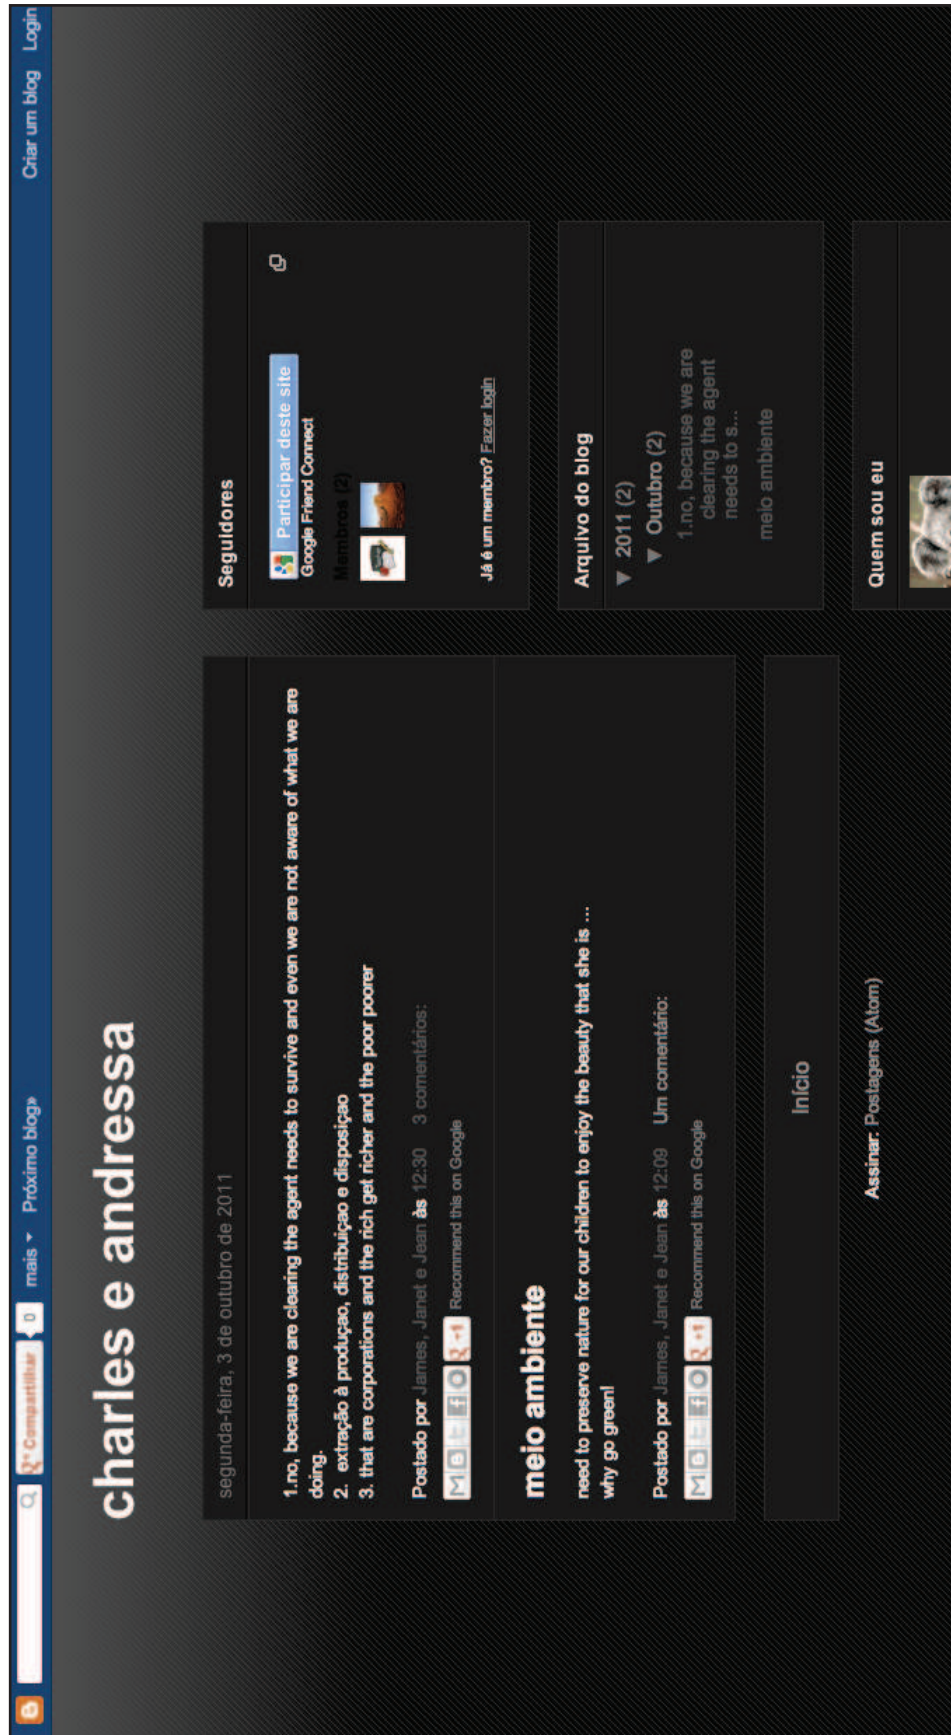 Compartilhar 0 mais Próximo blog» Criar um blog Login
charles e andressa
segunda-feira, 3 de outubro de 2011
1.no, because we are clearing the agent needs to survive and even we are not aware of what we are
doing.
2. extração à produçao, distribuiçao e disposiçao
3. that are corporations and the rich get richer and the poor poorer
Postado por James, Janet e Jean às 12:30 3 comentários:
Recommend this on Google
meio ambiente
need to preserve nature for our children to enjoy the beauty that she is ...
why go green!
Postado por James, Janet e Jean às 12:09 Um comentário:
+1 Recommend this on Google
Início
Assinar: Postagens (Atom)
Seguidores
Participar deste site
Google Friend Connect
Membros (2)
Já é um membro? Fazer login
Arquivo do blog
▼ 2011 (2)
▼ Outubro (2)
1.no, because we are
clearing the agent
needs to s...
meio ambiente
Quem sou eu